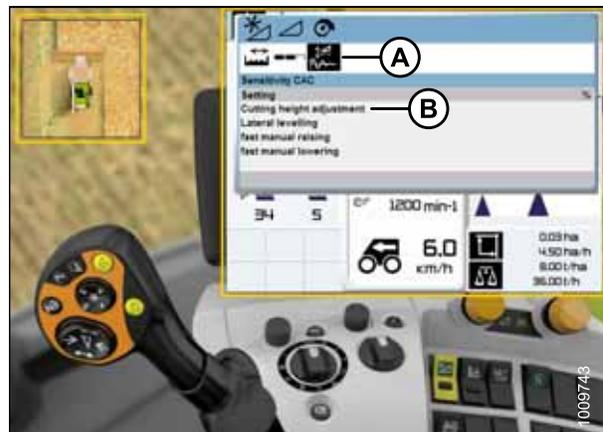 A
Sensitivity CAC
Setting %
Cutting height adjustment
B
Lateral levelling
fast manual raising
fast manual lowering
34 5
1200 min-1
6.0
km/h
0.03 ha
4.50 ha/h
8.00 t/ha
36.00 t/h
1009743